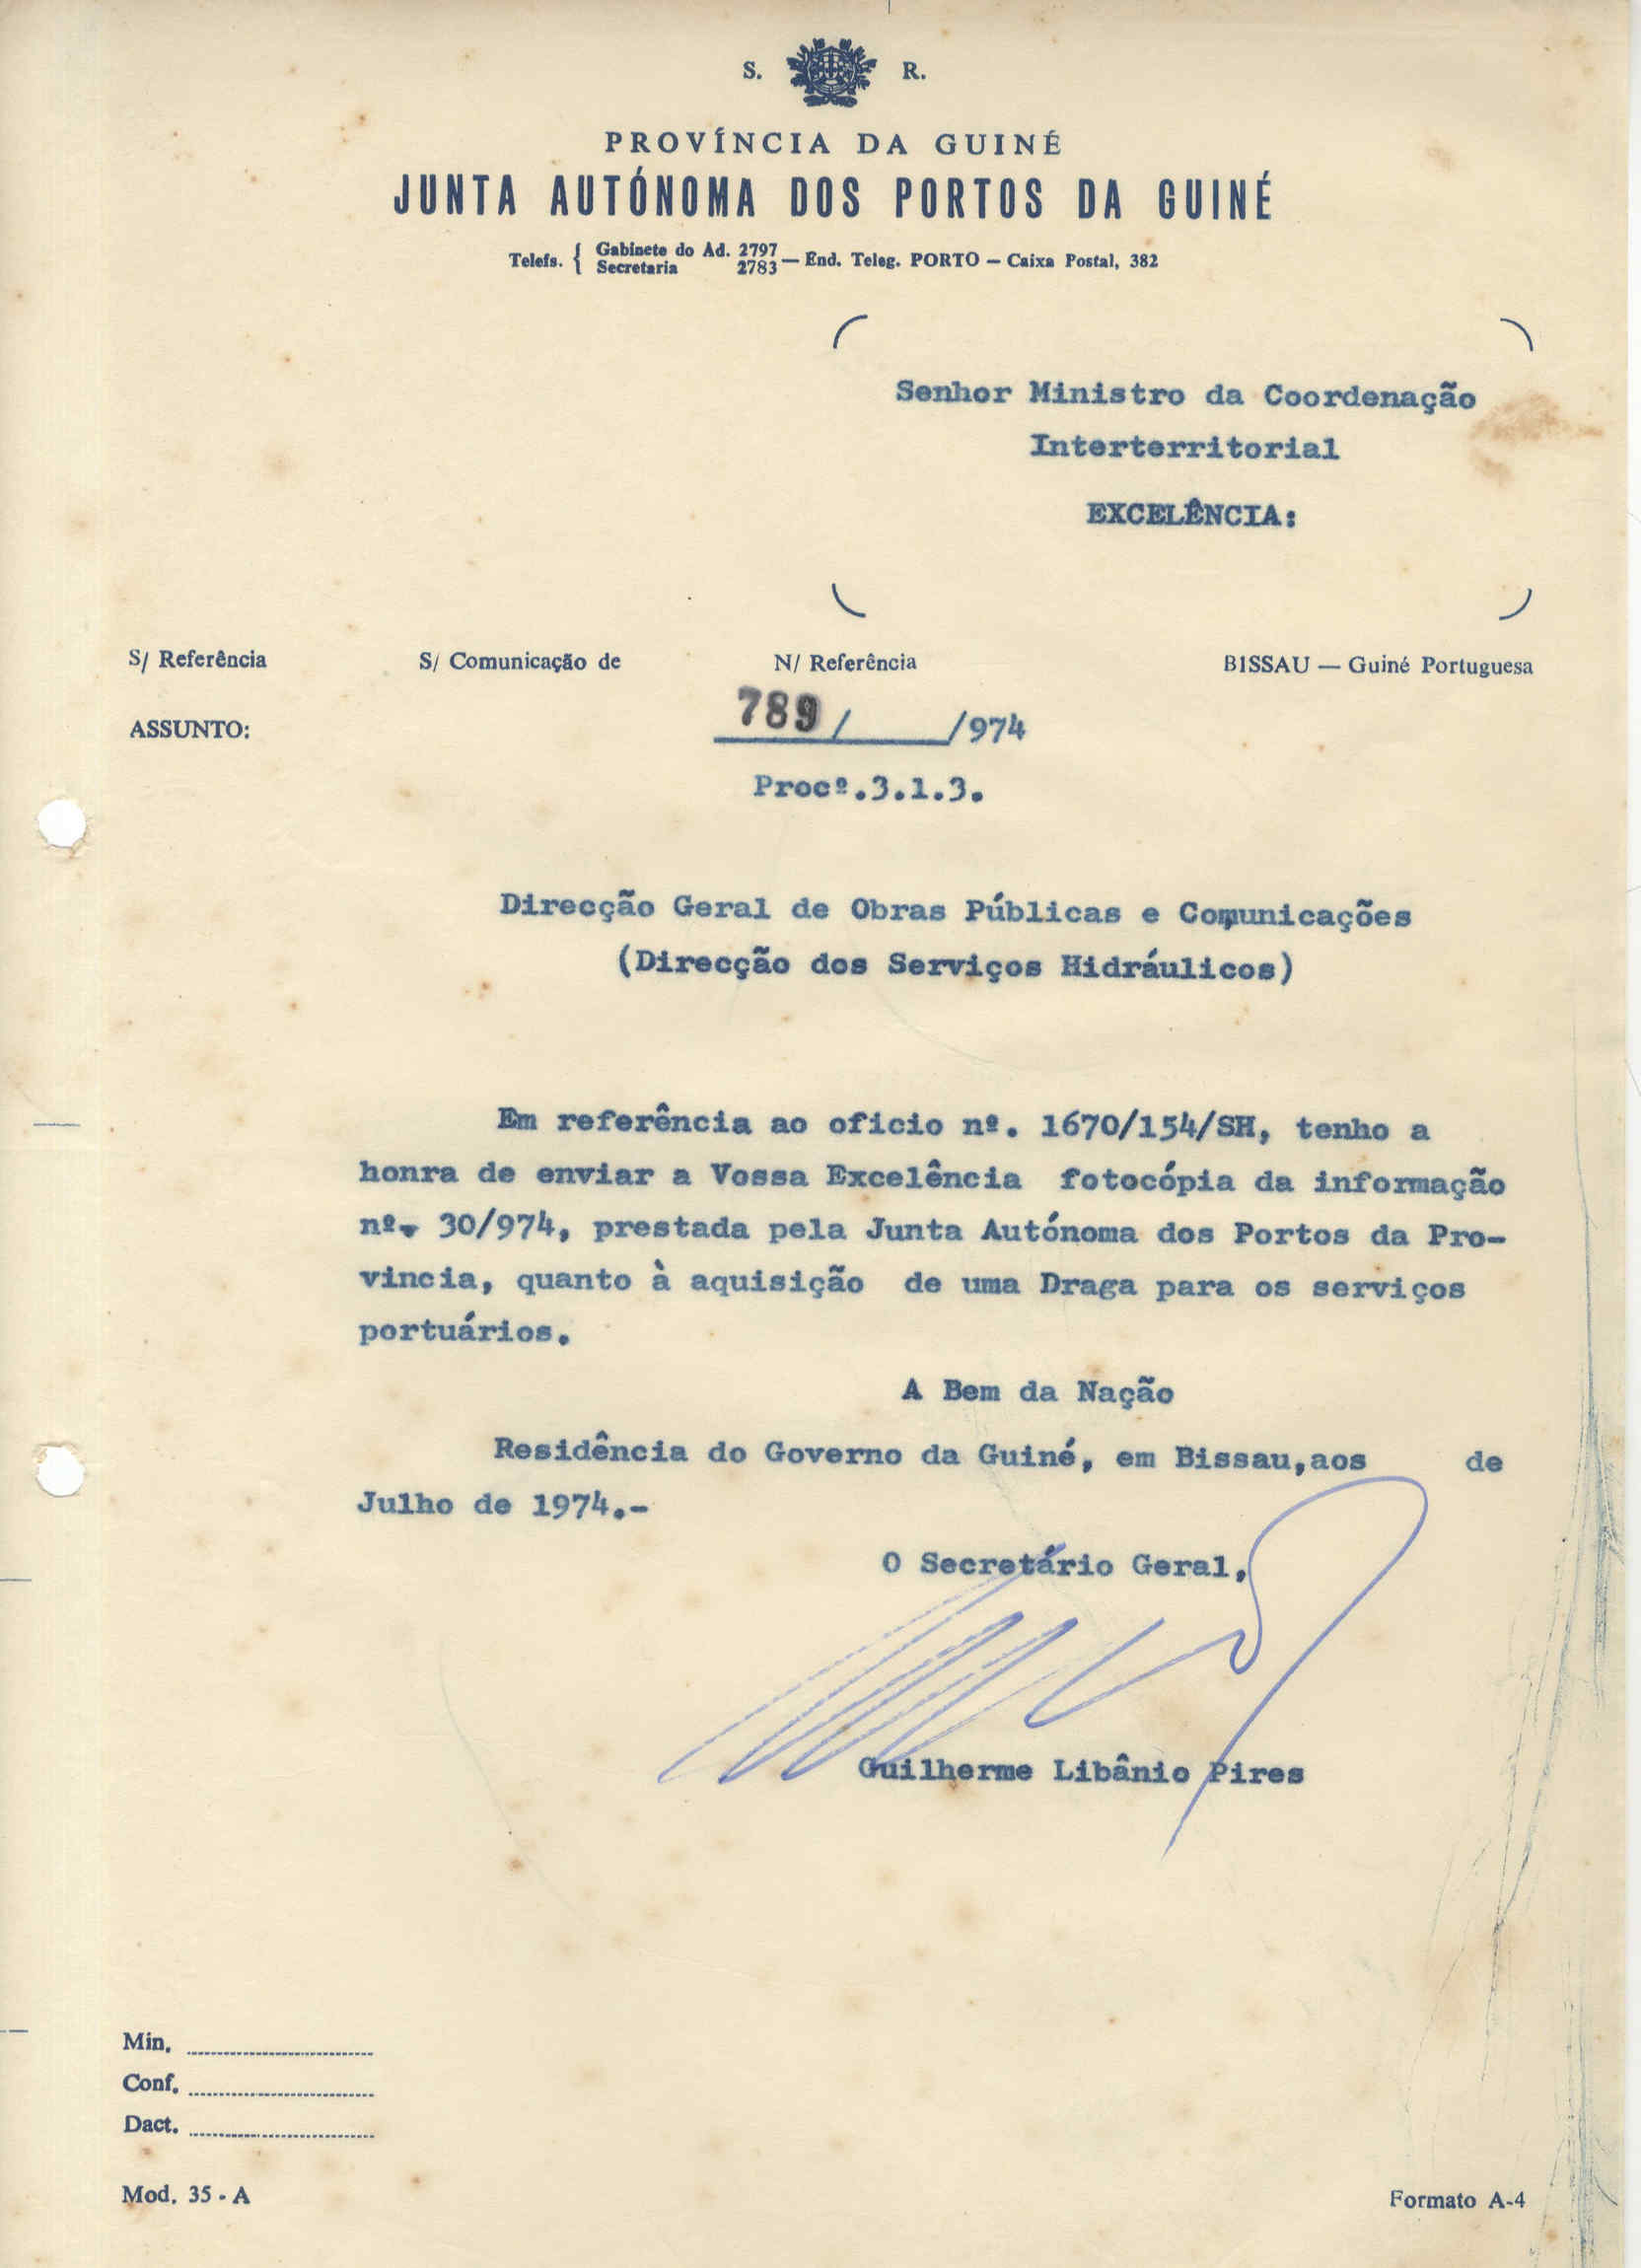 S. R.
PROVÍNCIA DA GUINÉ
JUNTA AUTÓNOMA DOS PORTOS DA GUINÉ
Telefs. { Gabinete do Ad. 2797 — End. Teleg. PORTO — Caixa Postal, 382
Secretaria 2783
Senhor Ministro da Coordenação
Interterritorial
EXCELÊNCIA:
S/ Referência S/ Comunicação de N/ Referência BISSAU — Guiné Portuguesa
ASSUNTO: 789/ /974
Procº.3.1.3.
Direcção Geral de Obras Públicas e Comunicações
(Direcção dos Serviços Hidráulicos)
Em referência ao oficio nº. 1670/154/SH, tenho a
honra de enviar a Vossa Excelência fotocópia da informação
nº. 30/974, prestada pela Junta Autónoma dos Portos da Pro-
vincia, quanto à aquisição de uma Draga para os serviços
portuários.
A Bem da Nação
Residência do Governo da Guiné, em Bissau,aos de
Julho de 1974.-
O Secretário Geral,
Guilherme Libânio Pires
Min.
Conf.
Dact.
Mod. 35 - A Formato A-4